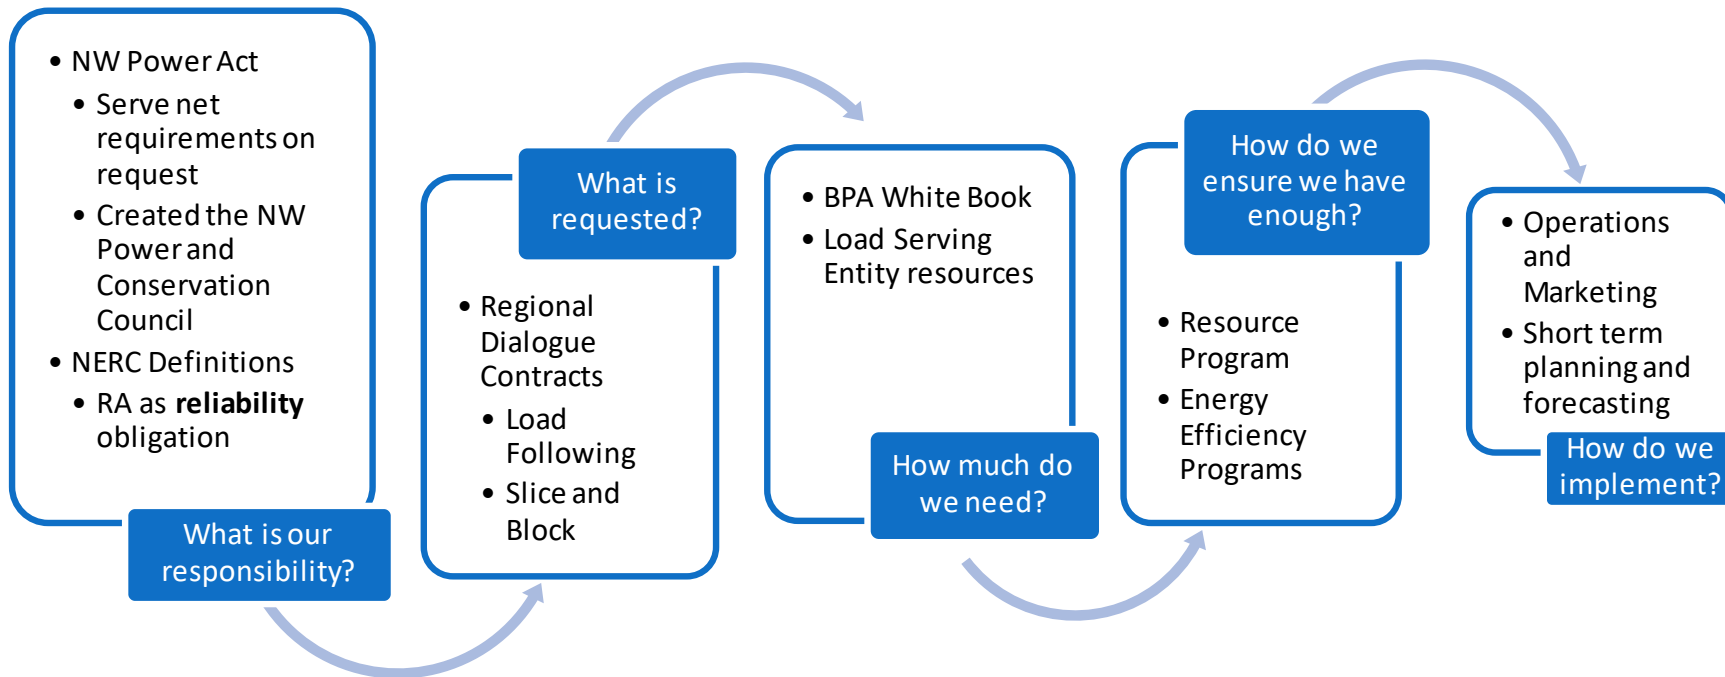 • NW Power Act
• Serve net
requirements on
request
• Created the NW
Power and
Conservation
Council
• NERC Definitions
• RA as reliability
obligation
What is our
responsibility?
What is
requested?
• Regional
Dialogue
Contracts
• Load
Following
• Slice and
Block
• BPA White Book
• Load Serving
Entity resources
How much do
we need?
How do we
ensure we have
enough?
• Resource
Program
• Energy
Efficiency
Programs
• Operations
and
Marketing
• Short term
planning and
forecasting
How do we
implement?